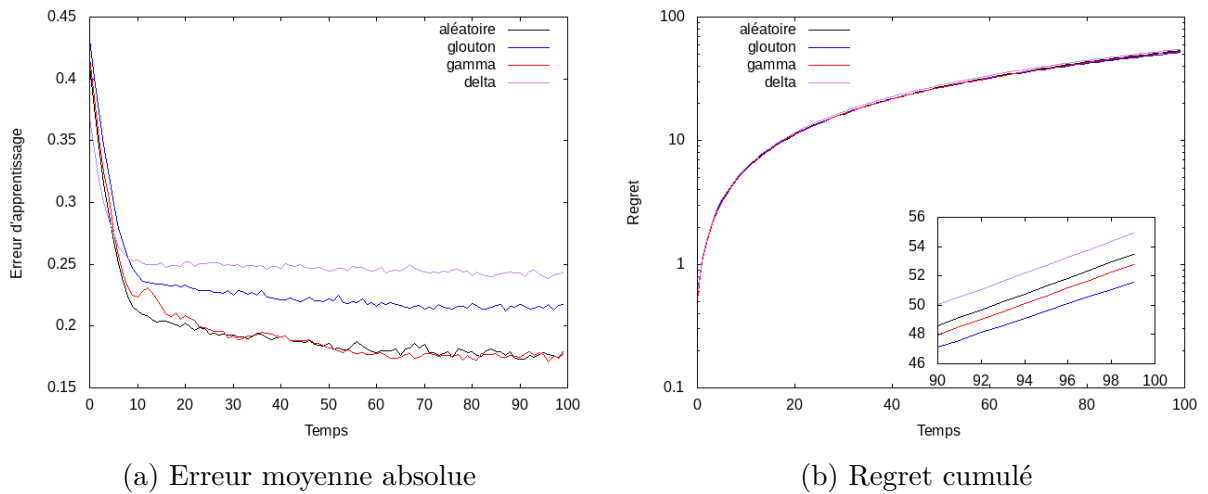 0.45
0.4
0.35
0.3
0.25
0.2
0.15
0 10 20 30 40 50 60 70 80 90 100
Erreur d'apprentissage
Temps
aléatoire
glouton
gamma
delta
(a) Erreur moyenne absolue
100
10
1
0.1
0 20 40 60 80 100
Regret
Temps
aléatoire
glouton
gamma
delta
56
54
52
50
48
46
90 92 94 96 98 100
(b) Regret cumulé